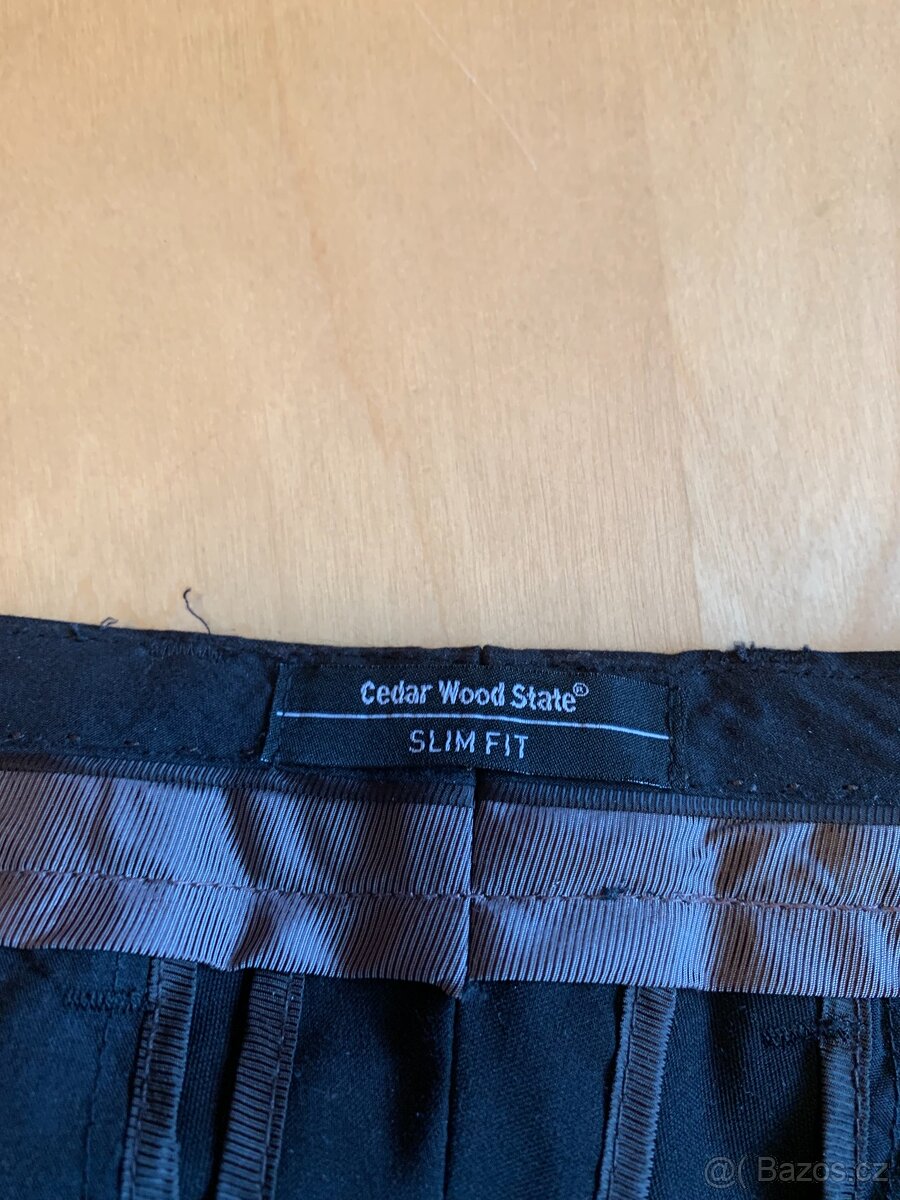 Cedar Wood State®
SLIM FIT
@( Bazos.cz